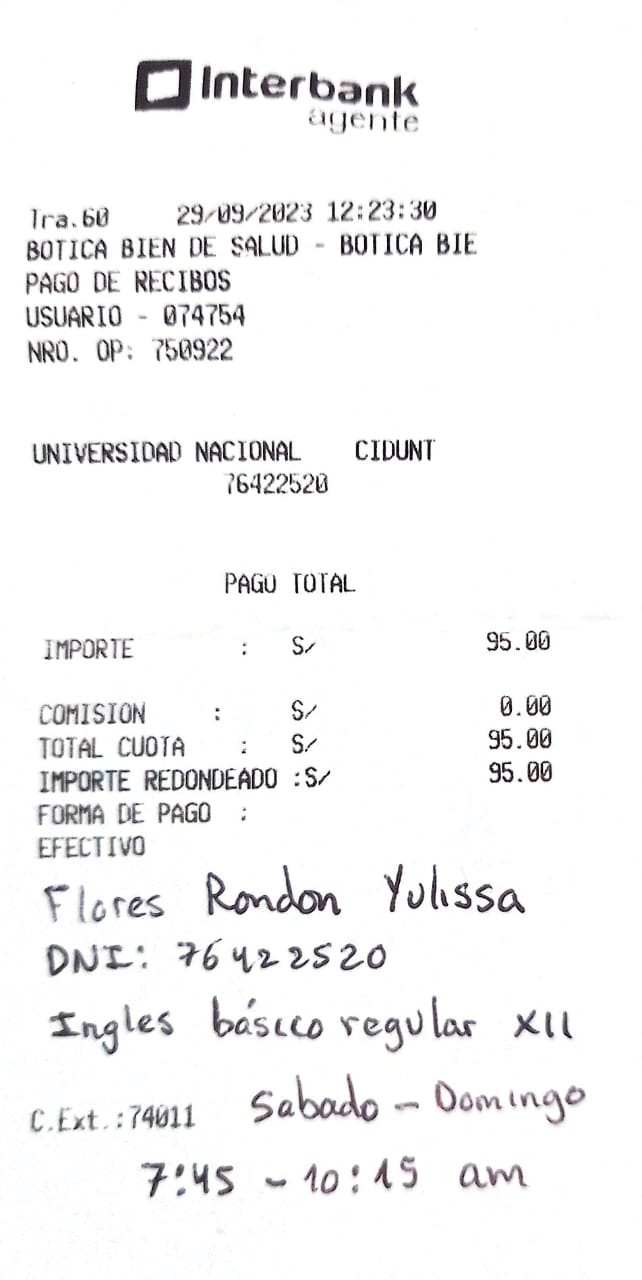 Interbank
agente
Tra.60 29/09/2023 12:23:30
BOTICA BIEN DE SALUD - BOTICA BIE
PAGO DE RECIBOS
USUARIO - 074754
NRO. OP: 750922
UNIVERSIDAD NACIONAL CIDUNT
76422520
PAGO TOTAL
IMPORTE : S/ 95.00
COMISION : S/ 0.00
TOTAL CUOTA : S/ 95.00
IMPORTE REDONDEADO :S/ 95.00
FORMA DE PAGO :
EFECTIVO
Flores Rondon Yulissa
DNI: 76422520
Ingles básico regular XII
C.Ext.:74011 Sabado - Domingo
7:45 - 10:15 am